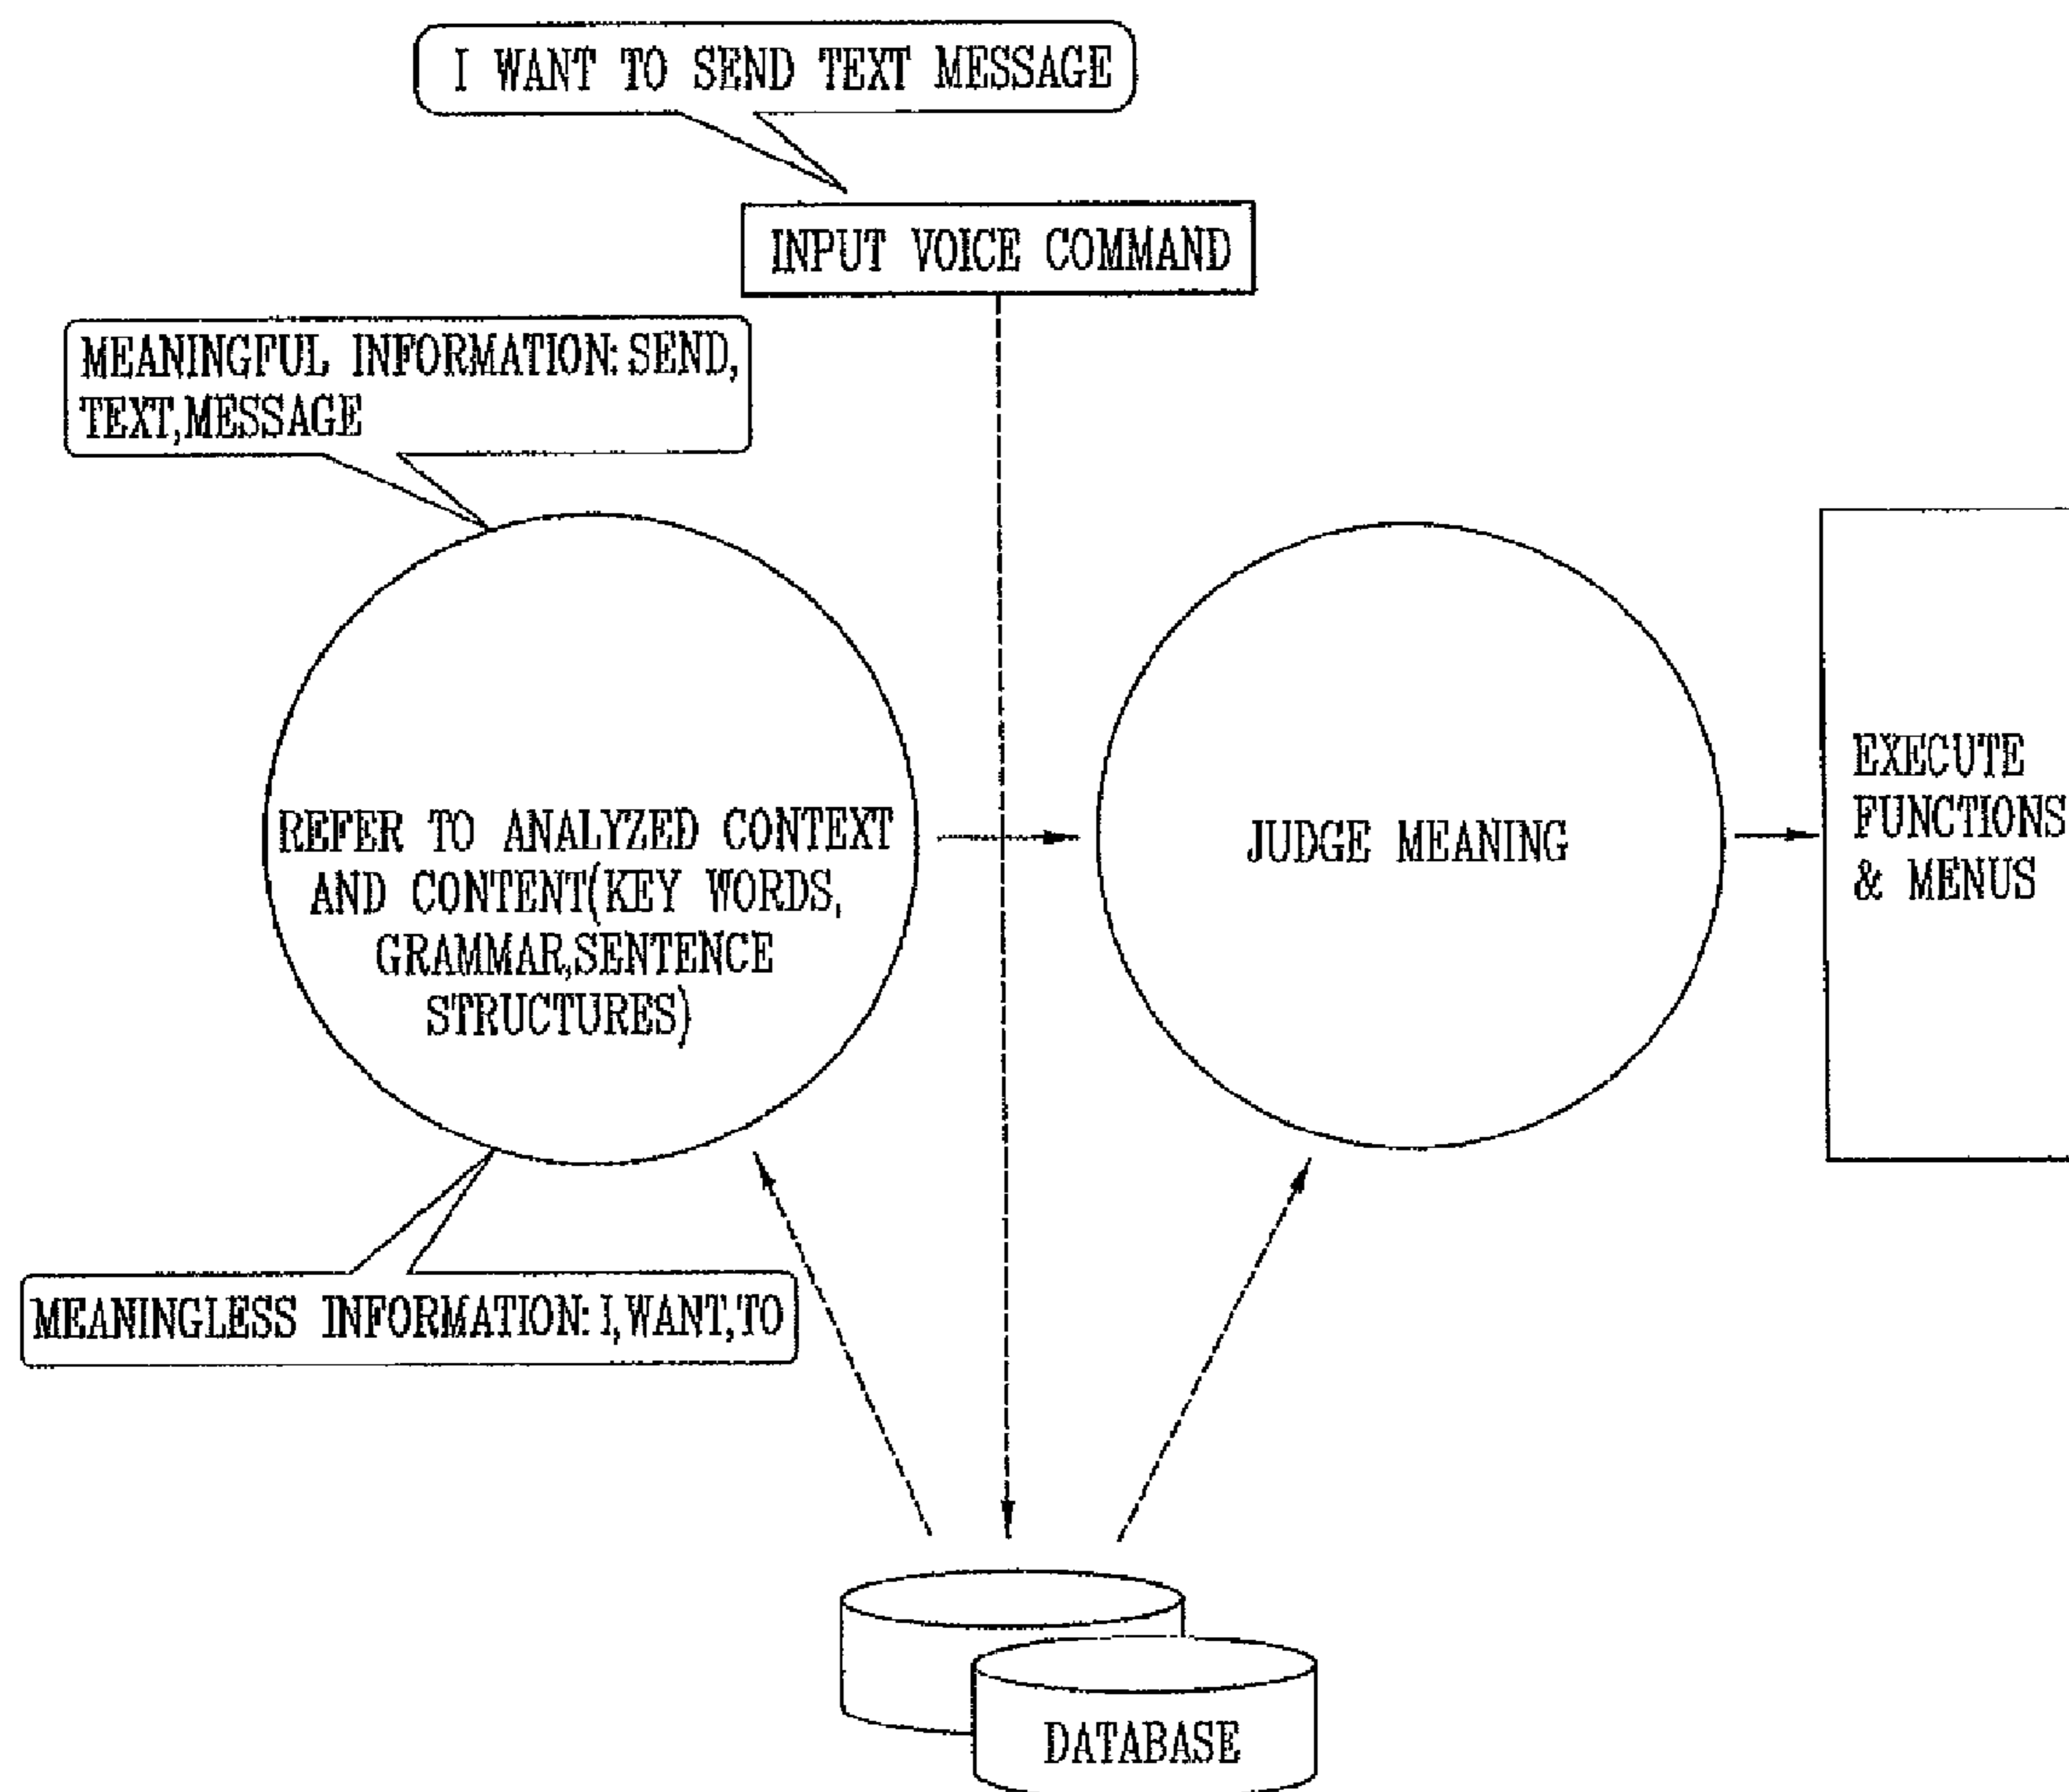 I WANT TO SEND TEXT MESSAGE
INPUT VOICE COMMAND
MEANINGFUL INFORMATION: SEND,
TEXT,MESSAGE
REFER TO ANALYZED CONTEXT
AND CONTENT(KEY WORDS,
GRAMMAR,SENTENCE
STRUCTURES)
JUDGE MEANING
EXECUTE
FUNCTIONS
& MENUS
MEANINGLESS INFORMATION: I,WANT,TO
DATABASE